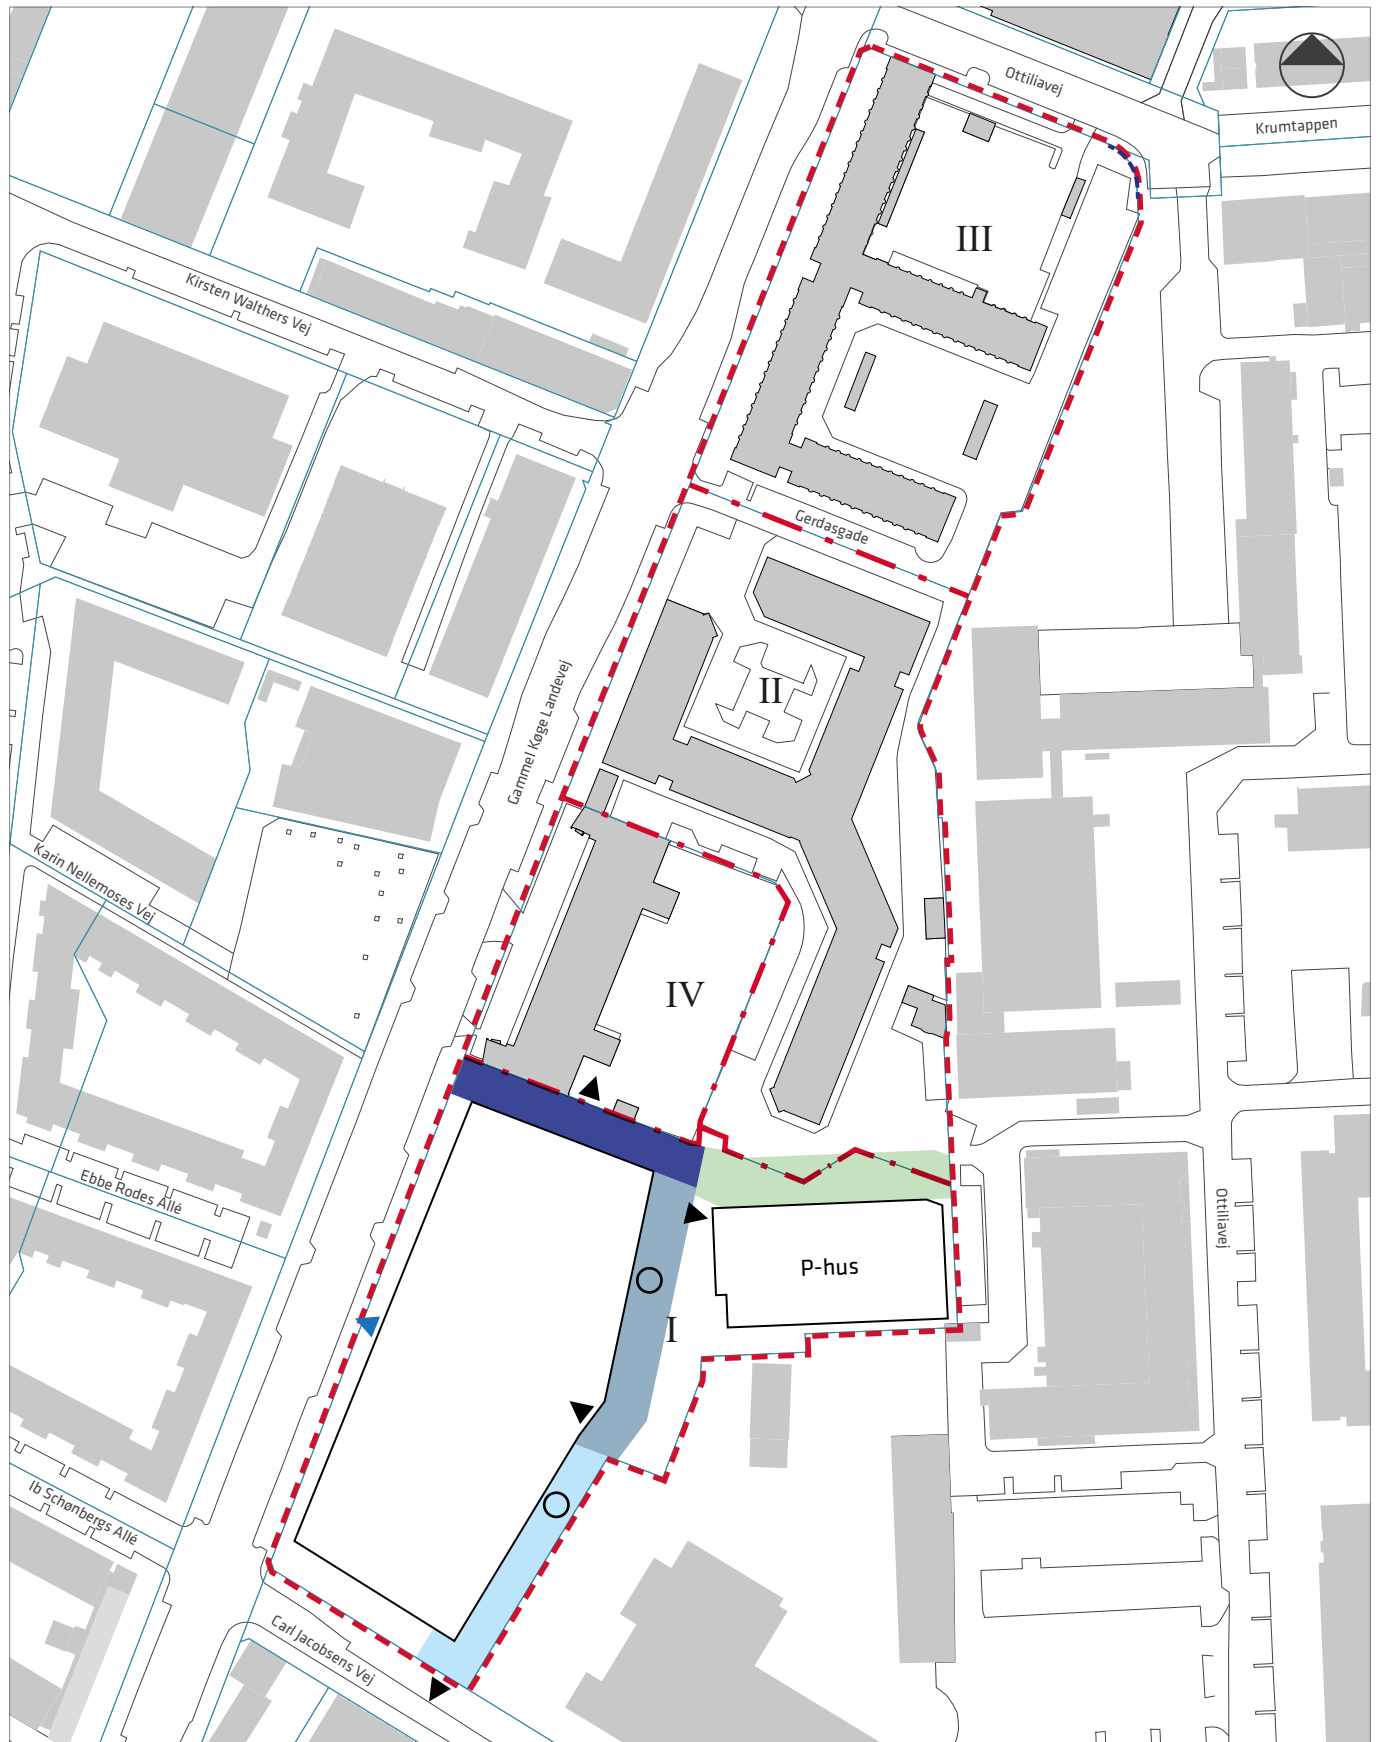 Ottiliavej
Krumtappen
III
Kirsten Walthers Vej
Gerdasgade
II
Gammel Køge Landevej
Karin Nellemoses Vej
IV
Ebbe Rodes Allé
Ottiliavej
P-hus
I
Ib Schønbergs Allé
Carl Jacobsens Vej